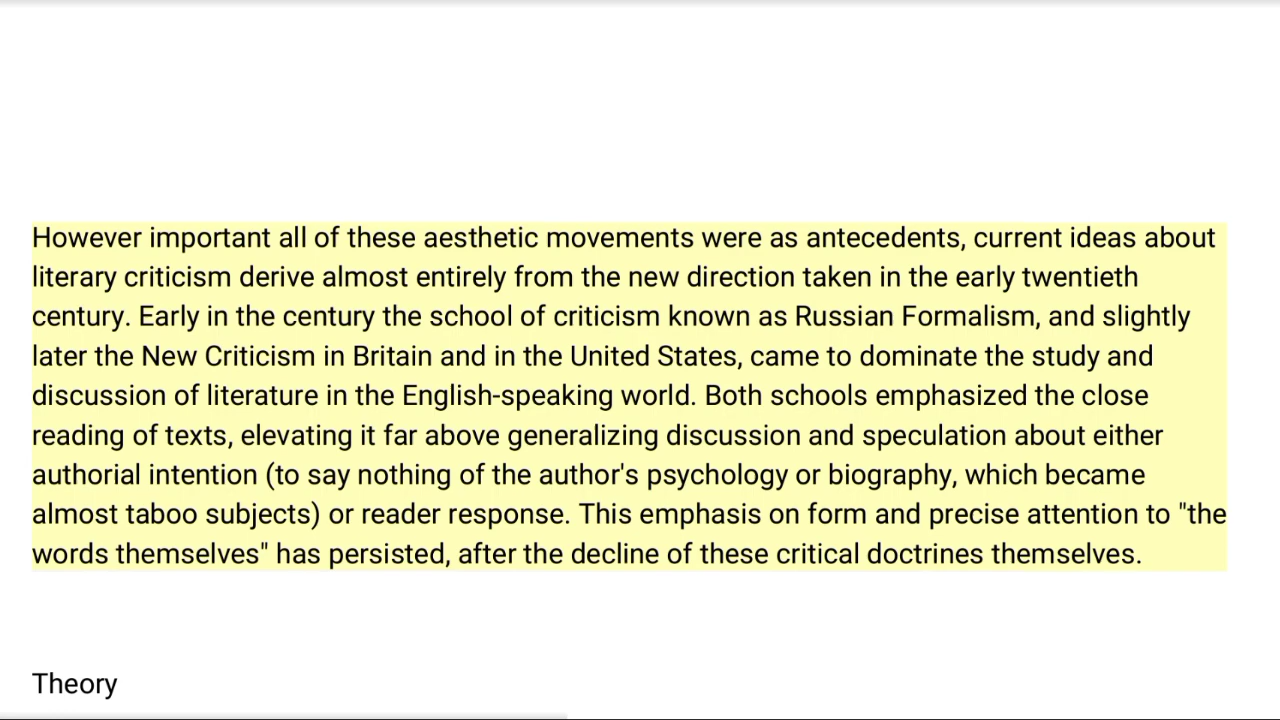 However important all of these aesthetic movements were as antecedents, current ideas about
literary criticism derive almost entirely from the new direction taken in the early twentieth
century. Early in the century the school of criticism known as Russian Formalism, and slightly
later the New Criticism in Britain and in the United States, came to dominate the study and
discussion of literature in the English-speaking world. Both schools emphasized the close
reading of texts, elevating it far above generalizing discussion and speculation about either
authorial intention (to say nothing of the author's psychology or biography, which became
almost taboo subjects) or reader response. This emphasis on form and precise attention to "the
words themselves" has persisted, after the decline of these critical doctrines themselves.
Theory